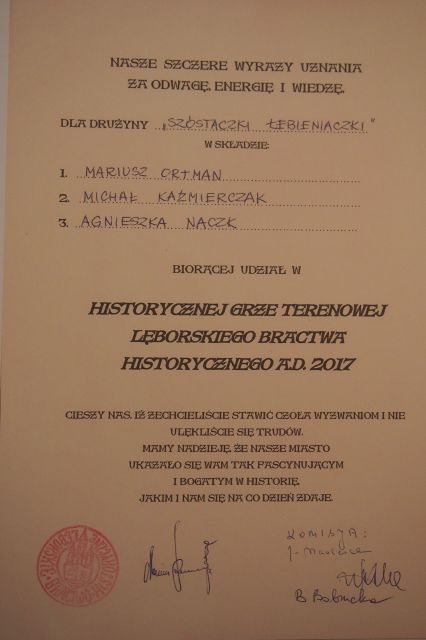 NASZE SZCZERE WYRAZY UZNANIA
ZA ODWAGĘ, ENERGIĘ I WIEDZĘ,
DLA DRUŻYNY „SZÓSTACZKI ŁEBIENIACZKI"
W SKŁADZIE:
1. MARIUSZ ORTMAN
2. MICHAŁ KAŹMIERCZAK
3. AGNIESZKA NACZK
BIORĄCEJ UDZIAŁ W
HISTORYCZNEJ GRZE TERENOWEJ
LĘBORSKIEGO BRACTWA
HISTORYCZNEGO A.D. 2017
CIESZY NAS, IŻ ZECHCIELIŚCIE STAWIĆ CZOŁA WYZWANIOM I NIE
ULĘKLIŚCIE SIĘ TRUDÓW.
MAMY NADZIEJĘ, ŻE NASZE MIASTO
UKAZAŁO SIĘ WAM TAK FASCYNUJĄCYM
I BOGATYM W HISTORIĘ,
JAKIM I NAM SIĘ NA CO DZIEŃ ZDAJE.
KOMISJA: